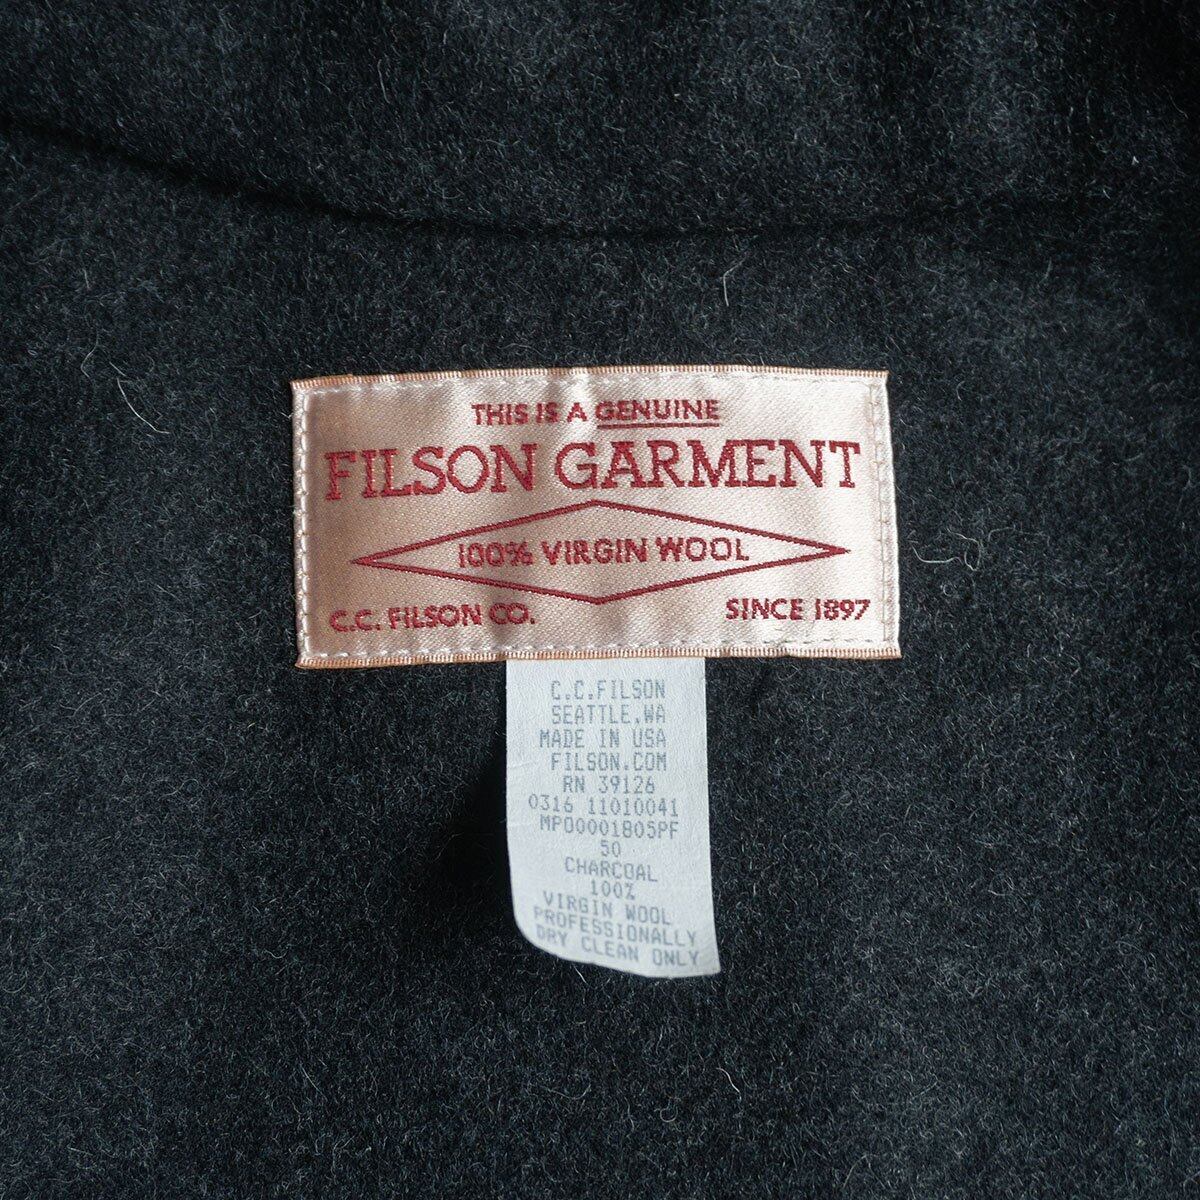 THIS IS A GENUINE
FILSON GARMENT
100% VIRGIN WOOL
C.C. FILSON CO. SINCE 1897
C.C.FILSON
SEATTLE.WA
MADE IN USA
FILSON.COM
RN 39126
0316 11010041
MP00001805PF
50
CHARCOAL
100%
VIRGIN WOOL
PROFESSIONALLY
DRY CLEAN ONLY